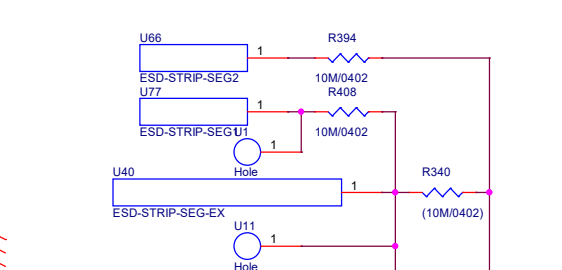 U66
1
R394
ESD-STRIP-SEG2
10M/0402
U77
1
R408
ESD-STRIP-SEG1
10M/0402
U1
1
Hole
U40
1
R340
ESD-STRIP-SEG-EX
(10M/0402)
U11
1
Hole